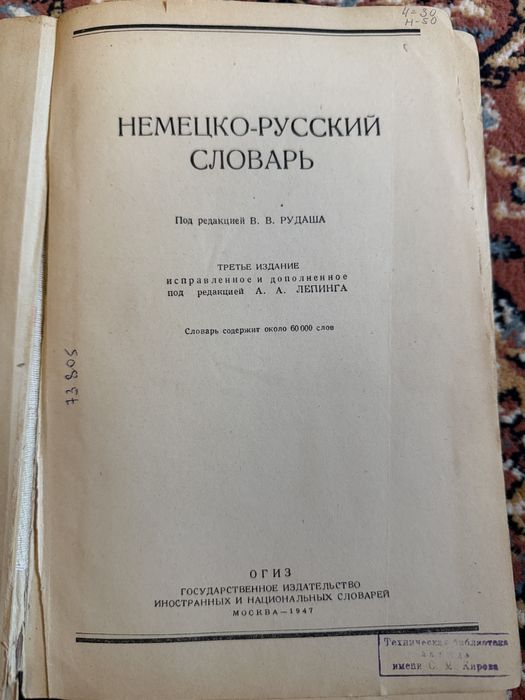 4=30
Н-50
НЕМЕЦКО-РУССКИЙ
СЛОВАРЬ
Под редакцией В. В. РУДАША
ТРЕТЬЕ ИЗДАНИЕ
исправленное и дополненное
под редакцией А. А. ЛЕПИНГА
Словарь содержит около 60 000 слов
73805
ОГИЗ
ГОСУДАРСТВЕННОЕ ИЗДАТЕЛЬСТВО
ИНОСТРАННЫХ И НАЦИОНАЛЬНЫХ СЛОВАРЕЙ
МОСКВА—1947
Техническая библиотека
завода
имени С. М. Кирова